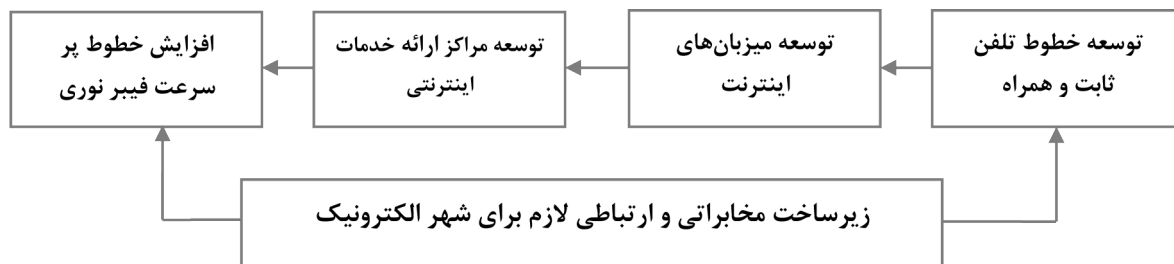 توسعه خطوط تلفن
ثابت و همراه
توسعه میزبان‌های
اینترنت
توسعه مراکز ارائه خدمات
اینترنتی
افزایش خطوط پر
سرعت فیبر نوری
زیرساخت مخابراتی و ارتباطی لازم برای شهر الکترونیک